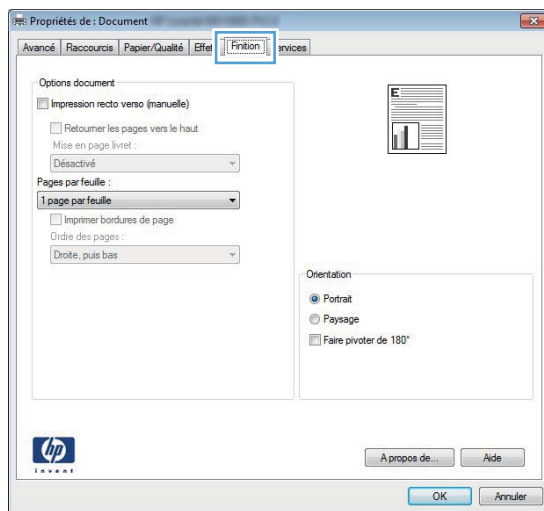 Propriétés de : Document
Avancé Raccourcis Papier/Qualité Effet Finition ervices
Options document
Impression recto verso (manuelle)
Retourner les pages vers le haut
Mise en page livret :
Désactivé
Pages par feuille :
1 page par feuille
Imprimer bordures de page
Ordre des pages :
Droite, puis bas
E
Orientation
Portrait
Paysage
Faire pivoter de 180°
hp
invent
A propos de...
Aide
OK
Annuler